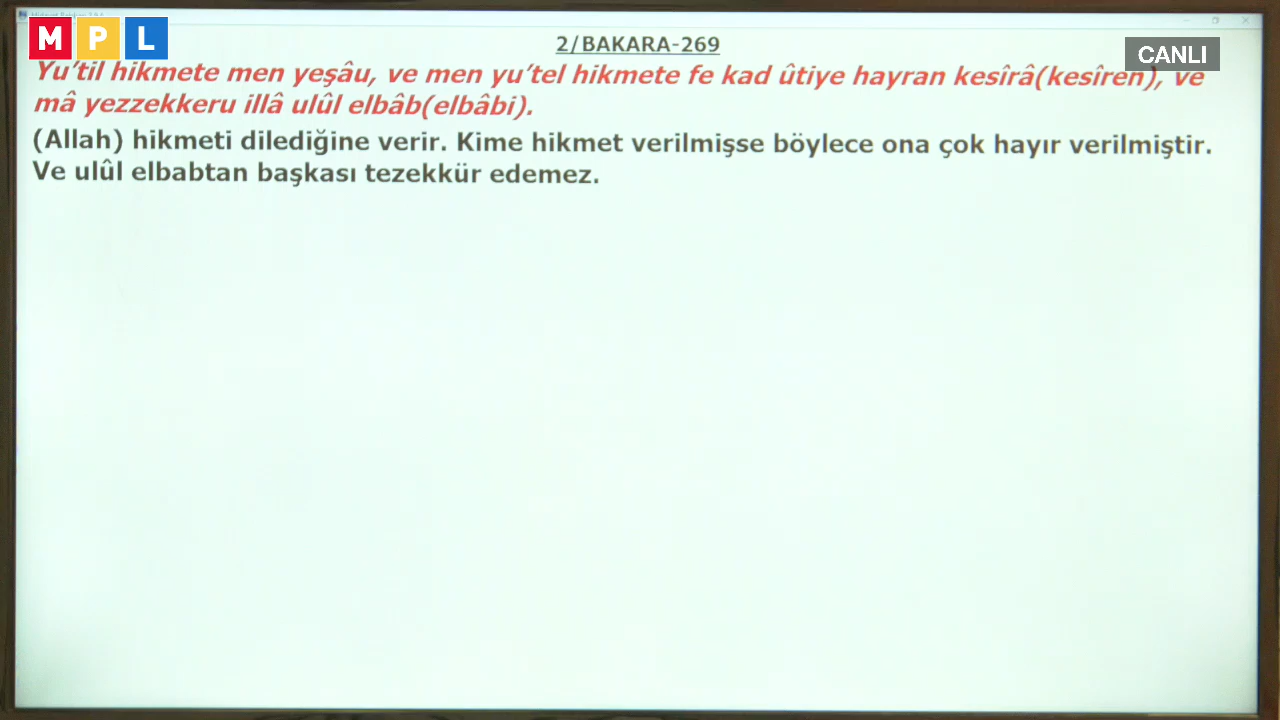 MPL
CANLI
2/BAKARA-269
Yu’til hikmete men yeşâu, ve men yu’tel hikmete fe kad ûtiye hayran kesîrâ(kesîren), ve
mâ yezzekkeru illâ ulûl elbâb(elbâbi).
(Allah) hikmeti dilediğine verir. Kime hikmet verilmişse böylece ona çok hayır verilmiştir.
Ve ulûl elbabtan başkası tezekkür edemez.